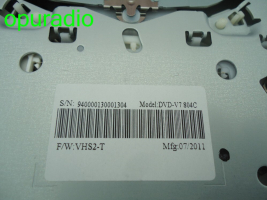 opuradio
S/N: 940000130001304 Model:DVD-V7 804C
F/W:VHS2-T Mfg:07/2011